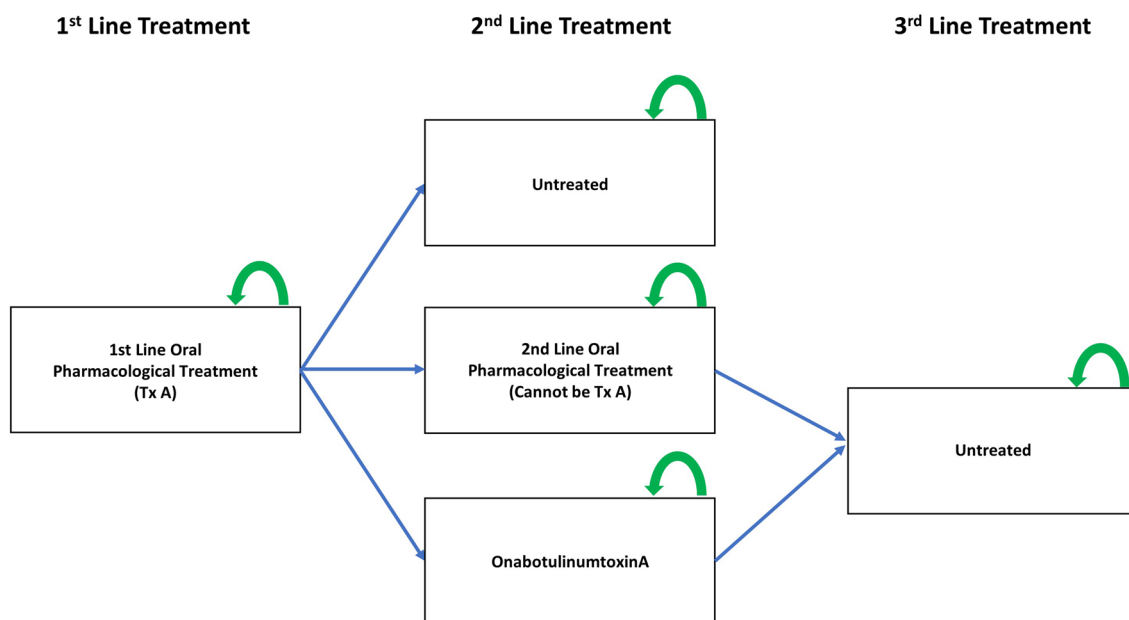 1st Line Treatment
2nd Line Treatment
3rd Line Treatment
Untreated
1st Line Oral
Pharmacological Treatment
(Tx A)
2nd Line Oral
Pharmacological Treatment
(Cannot be Tx A)
Untreated
OnabotulinumtoxinA